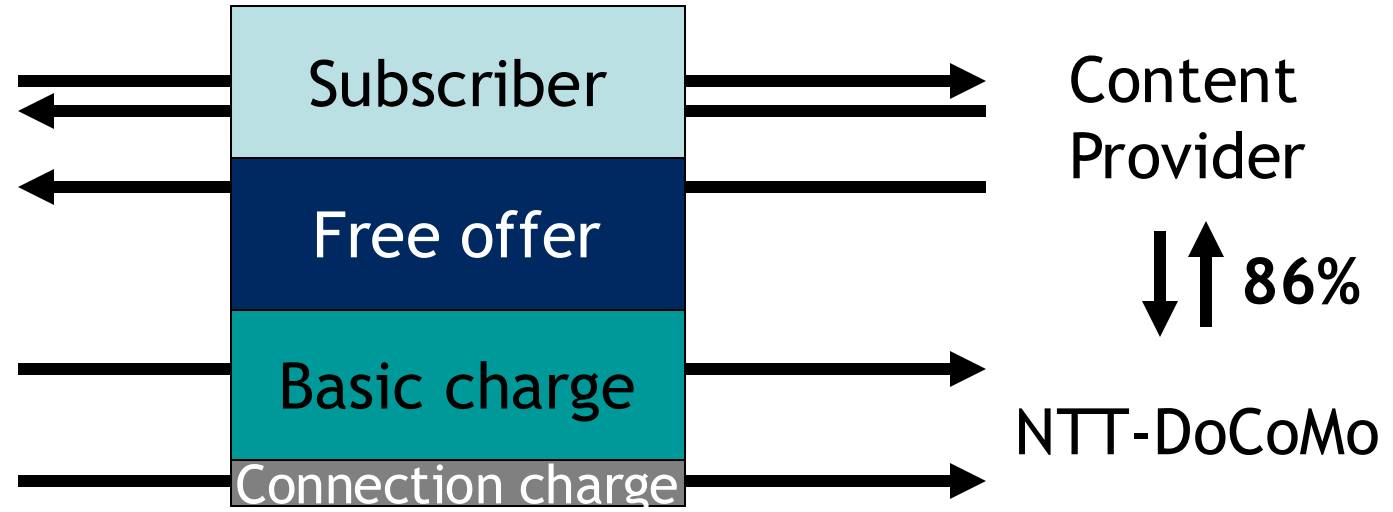 Subscriber
Content
Provider
Free offer
86%
Basic charge
NTT-DoCoMo
Connection charge